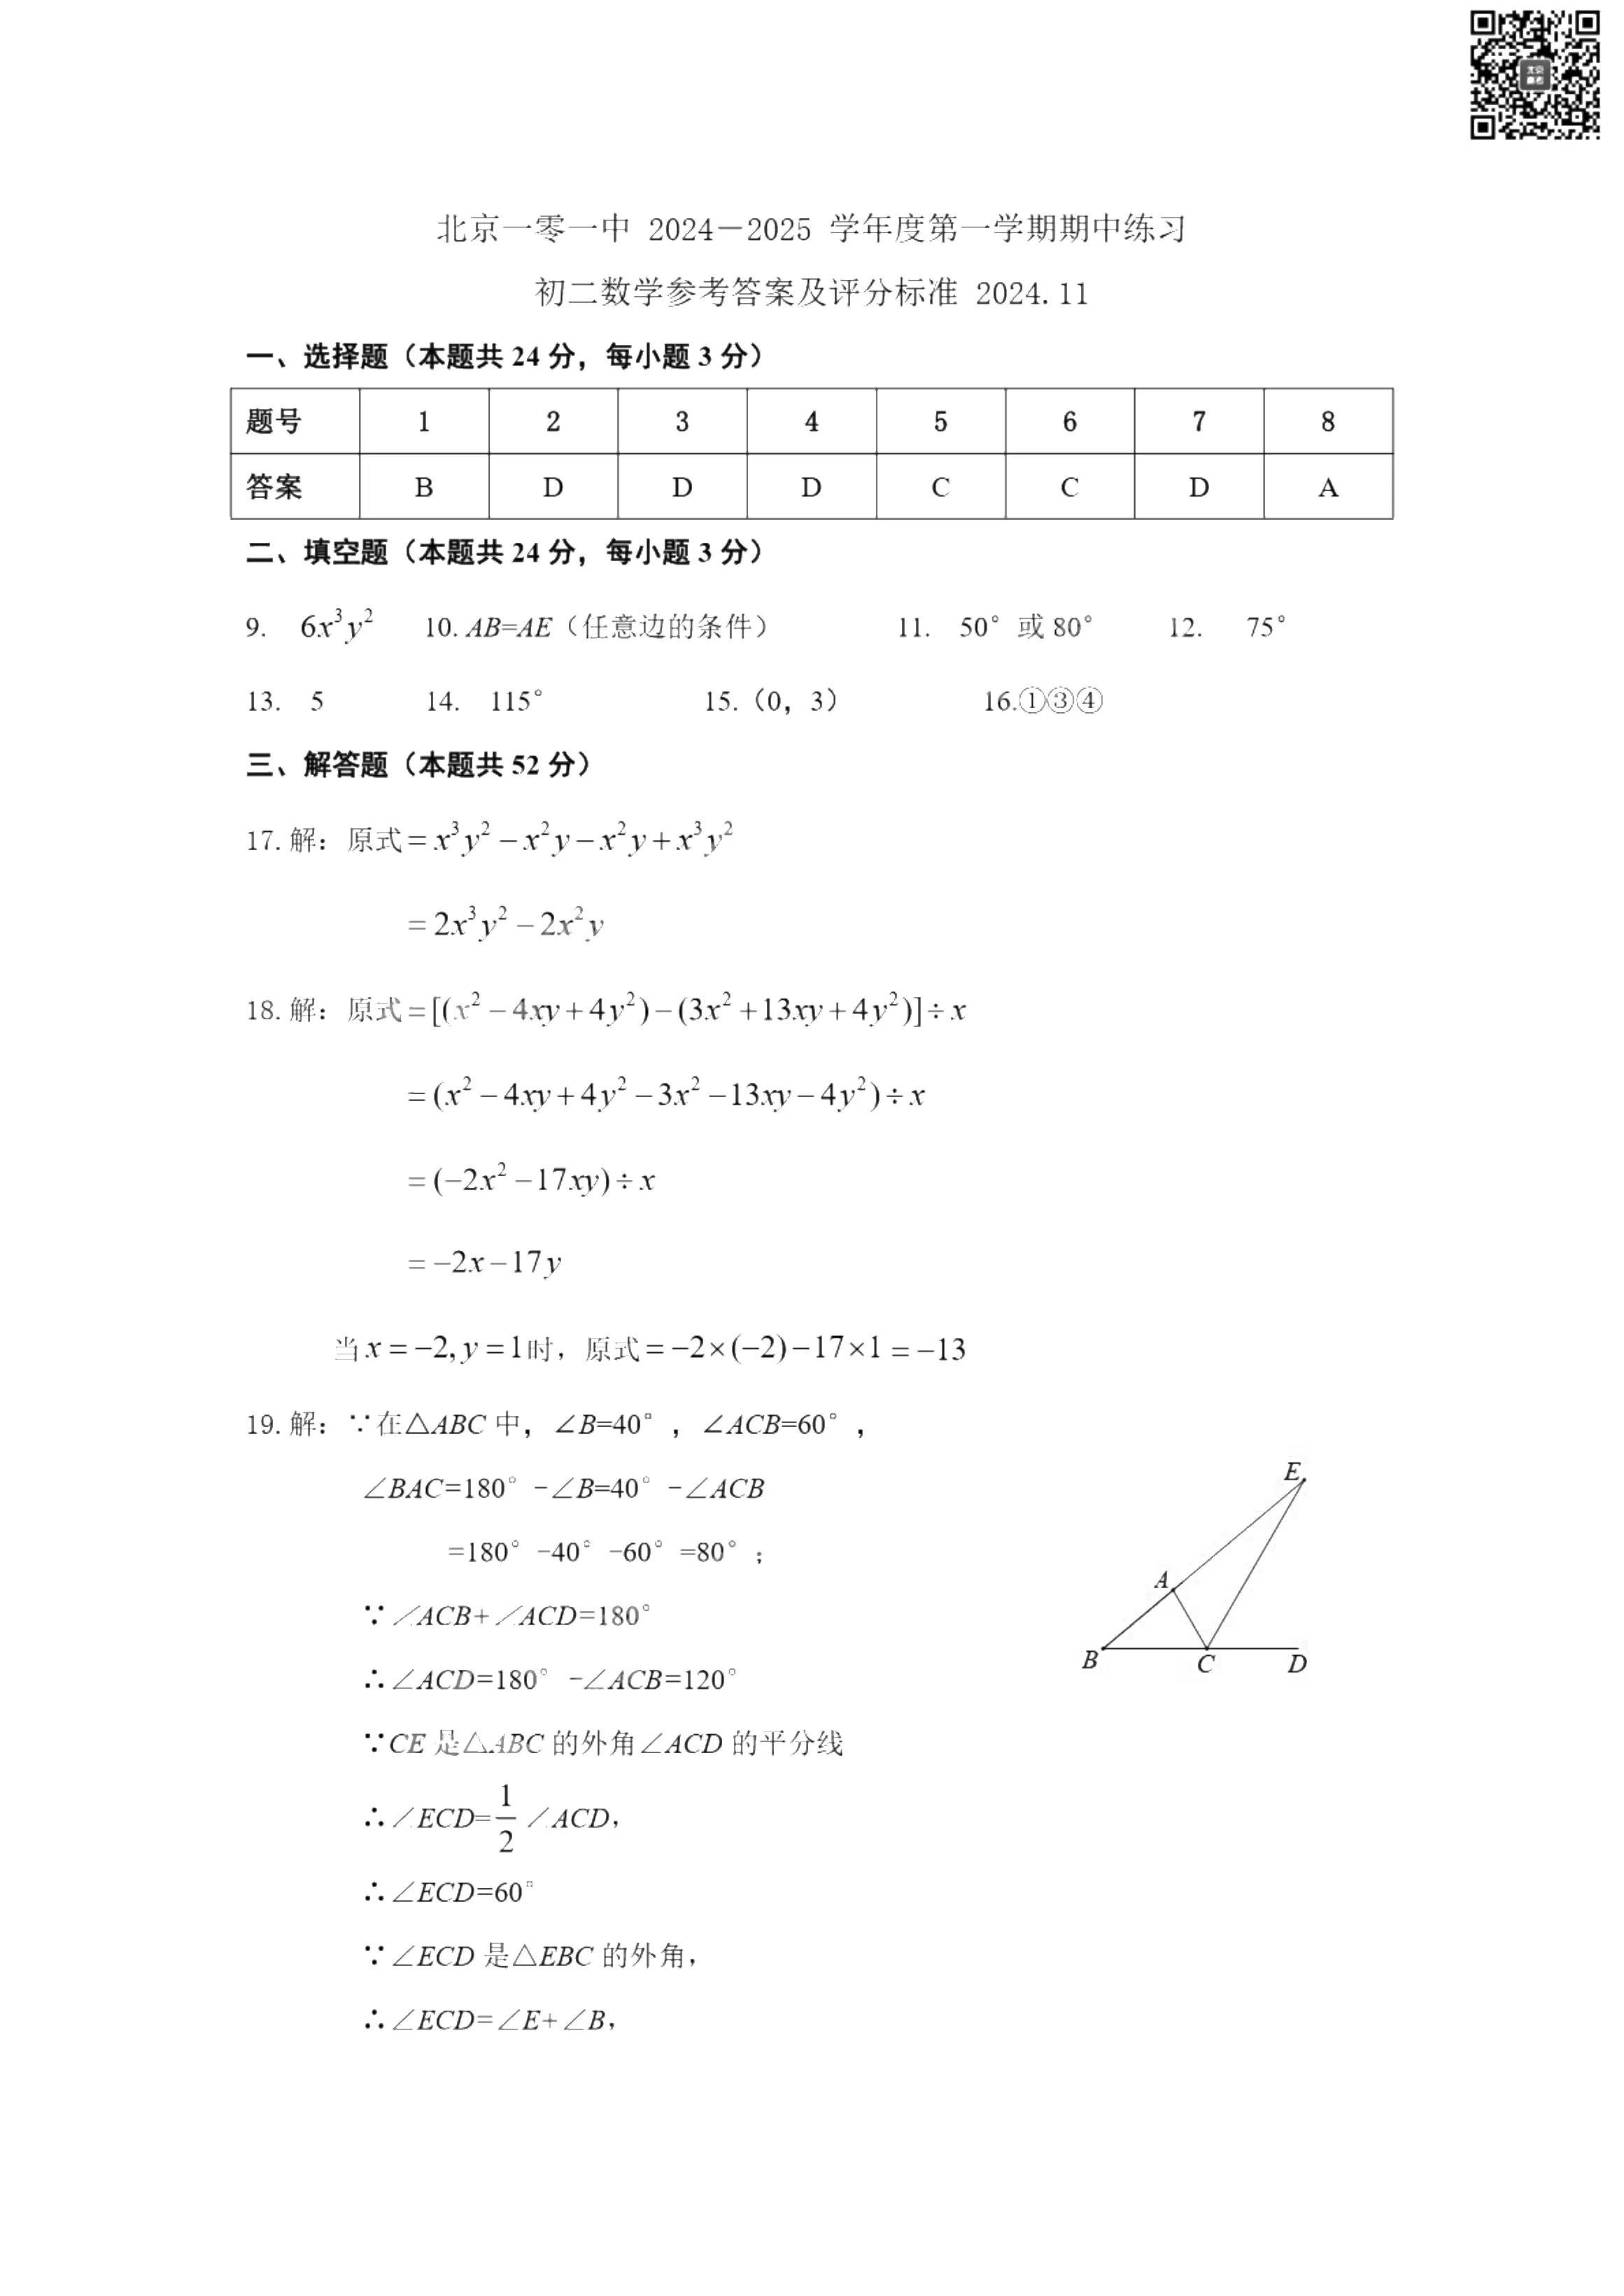 北京一零一中 2024－2025 学年度第一学期期中练习
初二数学参考答案及评分标准 2024.11
一、选择题（本题共 24 分，每小题 3 分）
题号 1 2 3 4 5 6 7 8
答案 B D D D C C D A
二、填空题（本题共 24 分，每小题 3 分）
9. 6x³y² 10. AB=AE（任意边的条件） 11. 50° 或 80° 12. 75°
13. 5 14. 115° 15.（0，3） 16.①③④
三、解答题（本题共 52 分）
17.解：原式= x³y² − x²y − x²y + x³y²
= 2x³y² − 2x²y
18.解：原式=[(x² − 4xy + 4y²) − (3x² + 13xy + 4y²)] ÷ x
= (x² − 4xy + 4y² − 3x² − 13xy − 4y²) ÷ x
= (−2x² − 17xy) ÷ x
= −2x − 17y
当 x = −2, y = 1 时，原式= −2×(−2) − 17×1 = −13
19.解：∵在△ABC 中，∠B=40°，∠ACB=60°，
∠BAC=180° -∠B=40° -∠ACB
=180° -40° -60° =80°；
∵∠ACB+∠ACD=180°
∴∠ACD=180° -∠ACB=120°
∵CE 是△ABC 的外角∠ACD 的平分线
∴∠ECD=1/2 ∠ACD，
∴∠ECD=60°
∵∠ECD 是△EBC 的外角，
∴∠ECD=∠E+∠B，
E
A
B C D